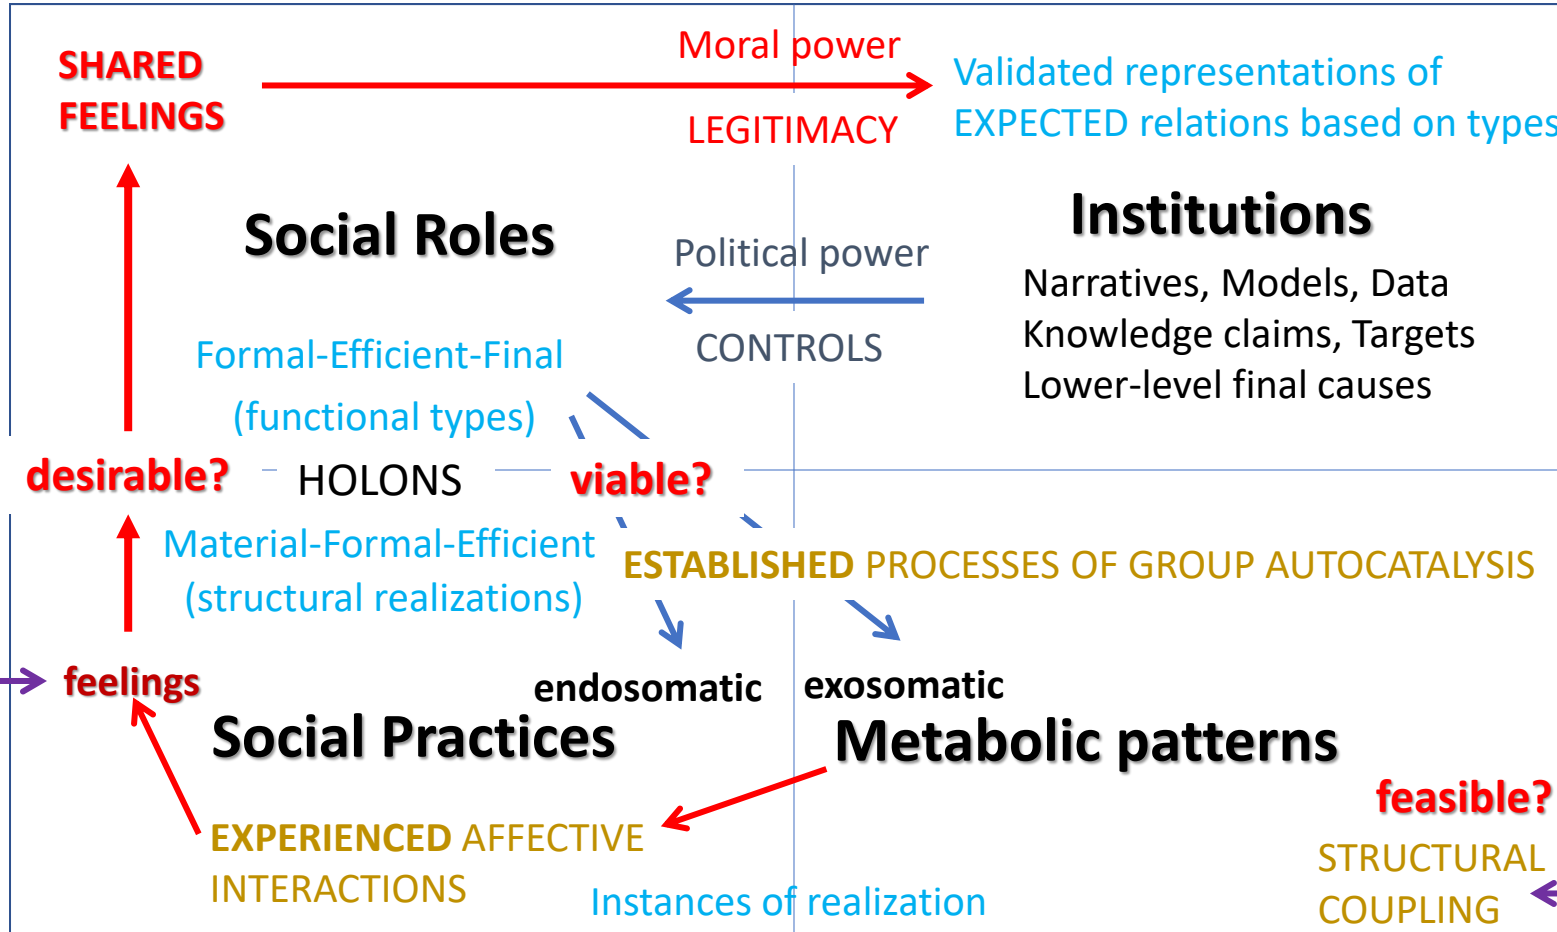 SHARED
FEELINGS
Moral power
LEGITIMACY
Validated representations of
EXPECTED relations based on types
Social Roles
Institutions
Political power
CONTROLS
Narratives, Models, Data
Knowledge claims, Targets
Lower-level final causes
Formal-Efficient-Final
(functional types)
desirable?
HOLONS
viable?
Material-Formal-Efficient
(structural realizations)
ESTABLISHED PROCESSES OF GROUP AUTOCATALYSIS
feelings
endosomatic
exosomatic
Social Practices
Metabolic patterns
feasible?
EXPERIENCED AFFECTIVE
INTERACTIONS
STRUCTURAL
COUPLING
Instances of realization